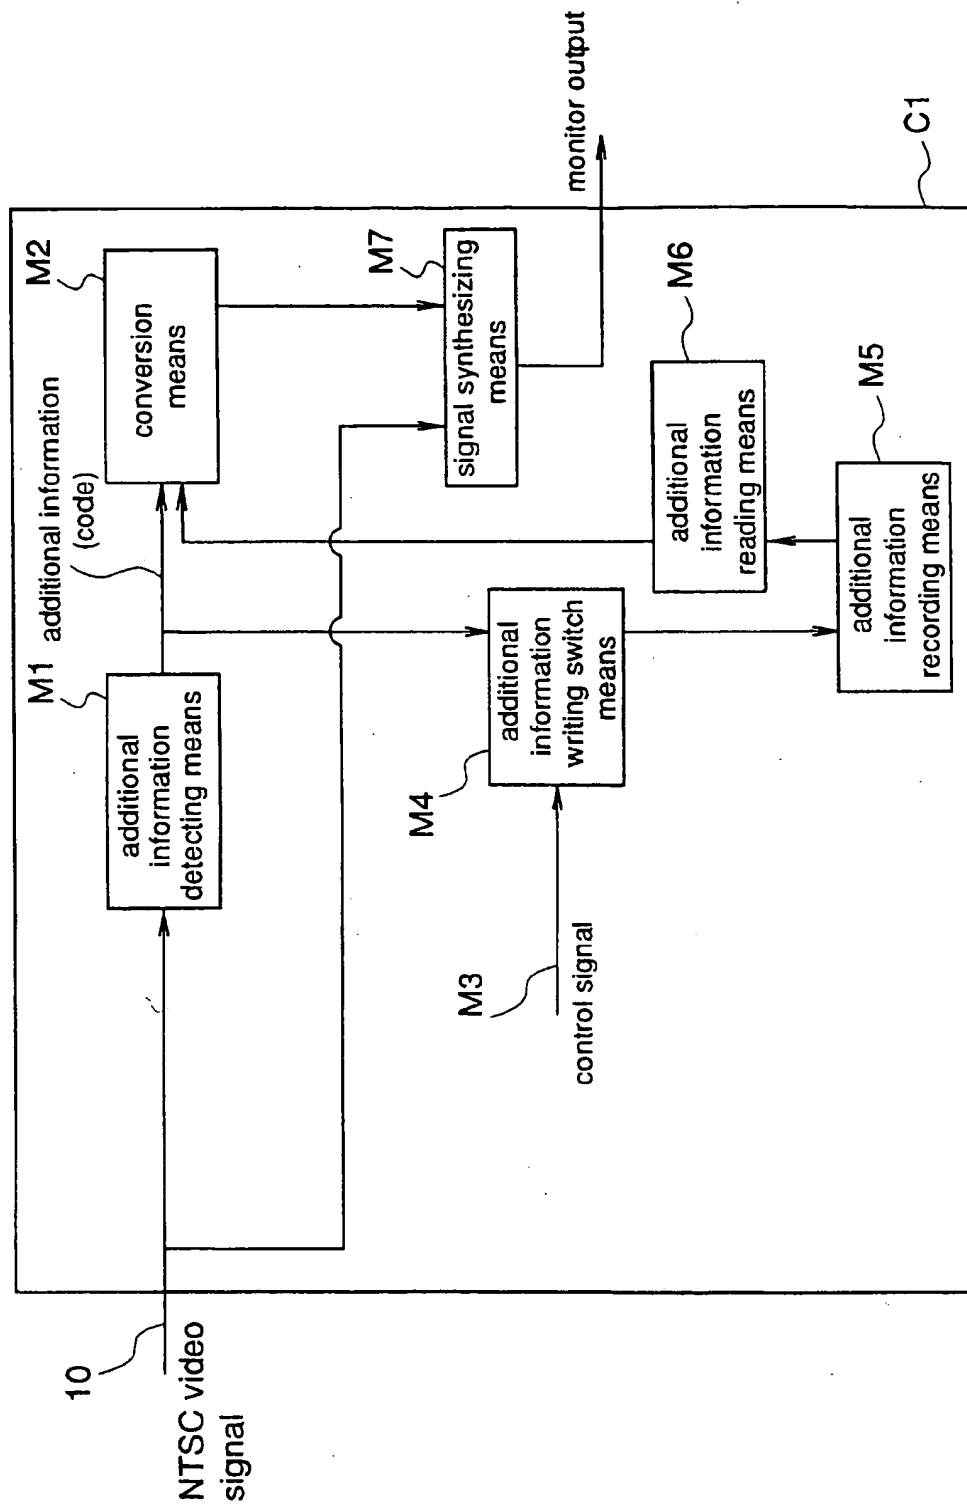 10
NTSC video
signal
M1
additional
information
detecting means
additional information
(code)
M2
conversion
means
M7
signal synthesizing
means
monitor output
M3
control signal
M4
additional
information
writing switch
means
M6
additional
information
reading means
M5
additional
information
recording means
C1